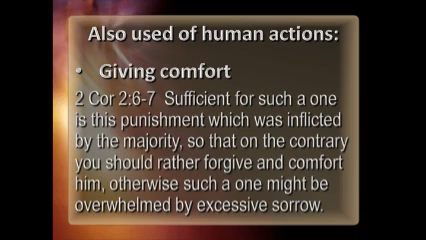 Also used of human actions:
• Giving comfort
2 Cor 2:6-7 Sufficient for such a one
is this punishment which was inflicted
by the majority, so that on the contrary
you should rather forgive and comfort
him, otherwise such a one might be
overwhelmed by excessive sorrow.